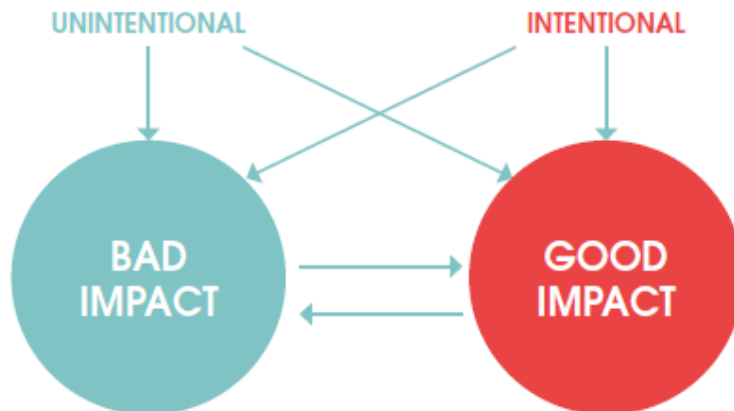 UNINTENTIONAL
INTENTIONAL
BAD
IMPACT
GOOD
IMPACT